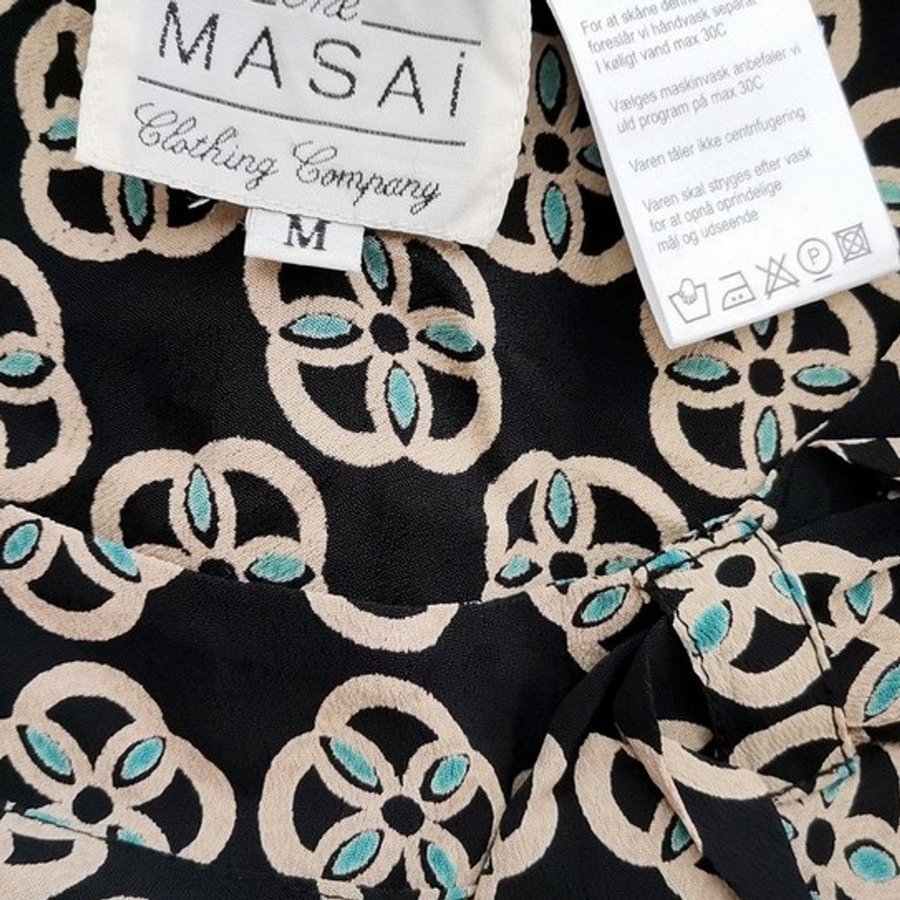 The
MASAi
Clothing Company
M
For at skåne denne
foreslår vi håndvask separat
I køligt vand max 30C
Vælges maskinvask anbefaler vi
uld program på max 30C
Varen tåler ikke centrifugering
Varen skal stryges efter vask
for at opnå oprindelige
mål og udseende
P